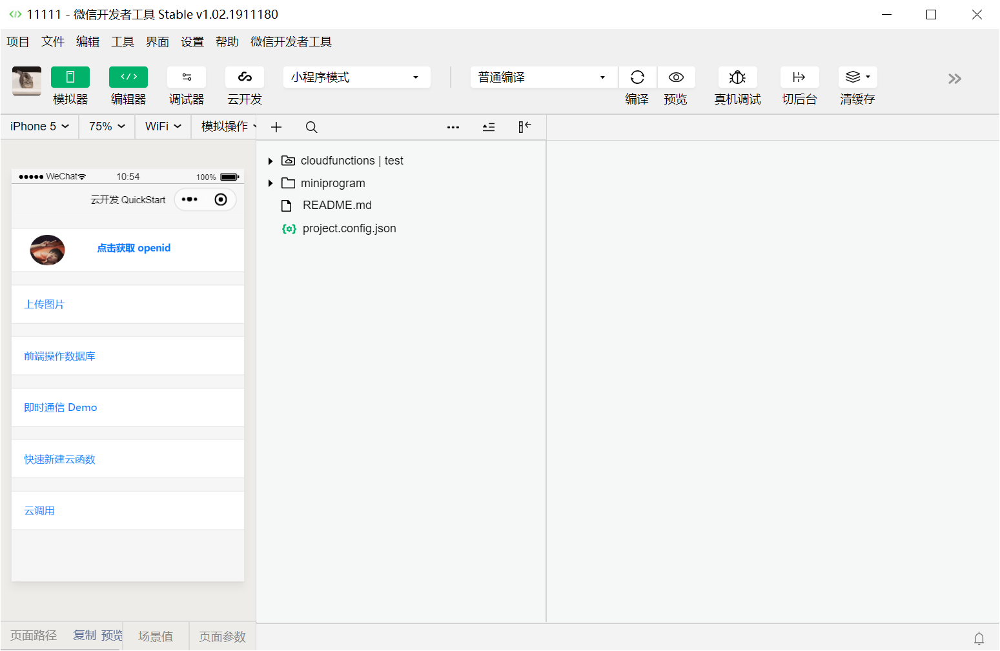 11111 - 微信开发者工具 Stable v1.02.1911180
项目 文件 编辑 工具 界面 设置 帮助 微信开发者工具
小程序模式 普通编译
模拟器 编辑器 调试器 云开发 编译 预览 真机调试 切后台 清缓存
iPhone 5 75% WiFi 模拟操作
cloudfunctions | test
miniprogram
README.md
project.config.json
WeChat 10:54 100%
云开发 QuickStart
点击获取 openid
上传图片
前端操作数据库
即时通信 Demo
快速新建云函数
云调用
页面路径 复制 预览 场景值 页面参数